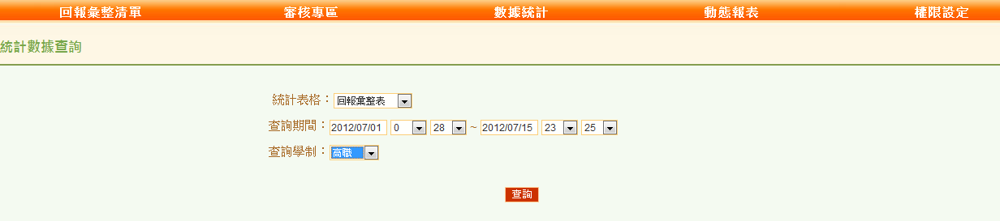 回報彙整清單 審核專區 數據統計 動態報表 權限設定
統計數據查詢
統計表格： 回報彙整表
查詢期間： 2012/07/01 0 28 ~ 2012/07/15 23 25
查詢學制： 高職
查詢